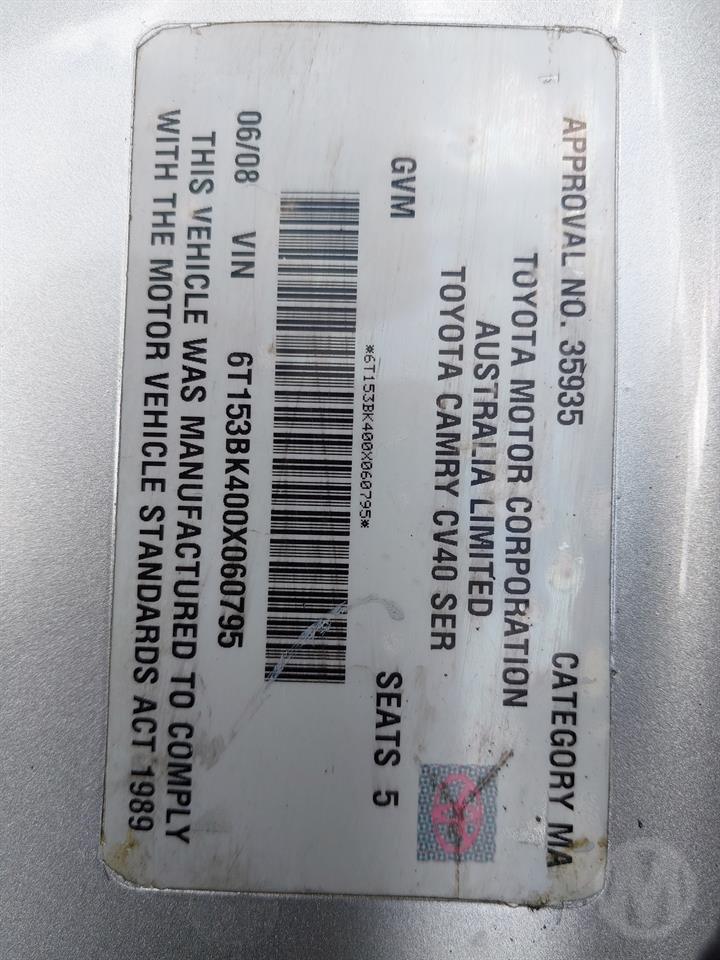 APPROVAL NO. 35935 CATEGORY MA
TOYOTA MOTOR CORPORATION
AUSTRALIA LIMITED
TOYOTA CAMRY CV40 SER
GVM SEATS 5
*6T153BK400X060795*
06/08 VIN 6T153BK400X060795
THIS VEHICLE WAS MANUFACTURED TO COMPLY
WITH THE MOTOR VEHICLE STANDARDS ACT 1989
M